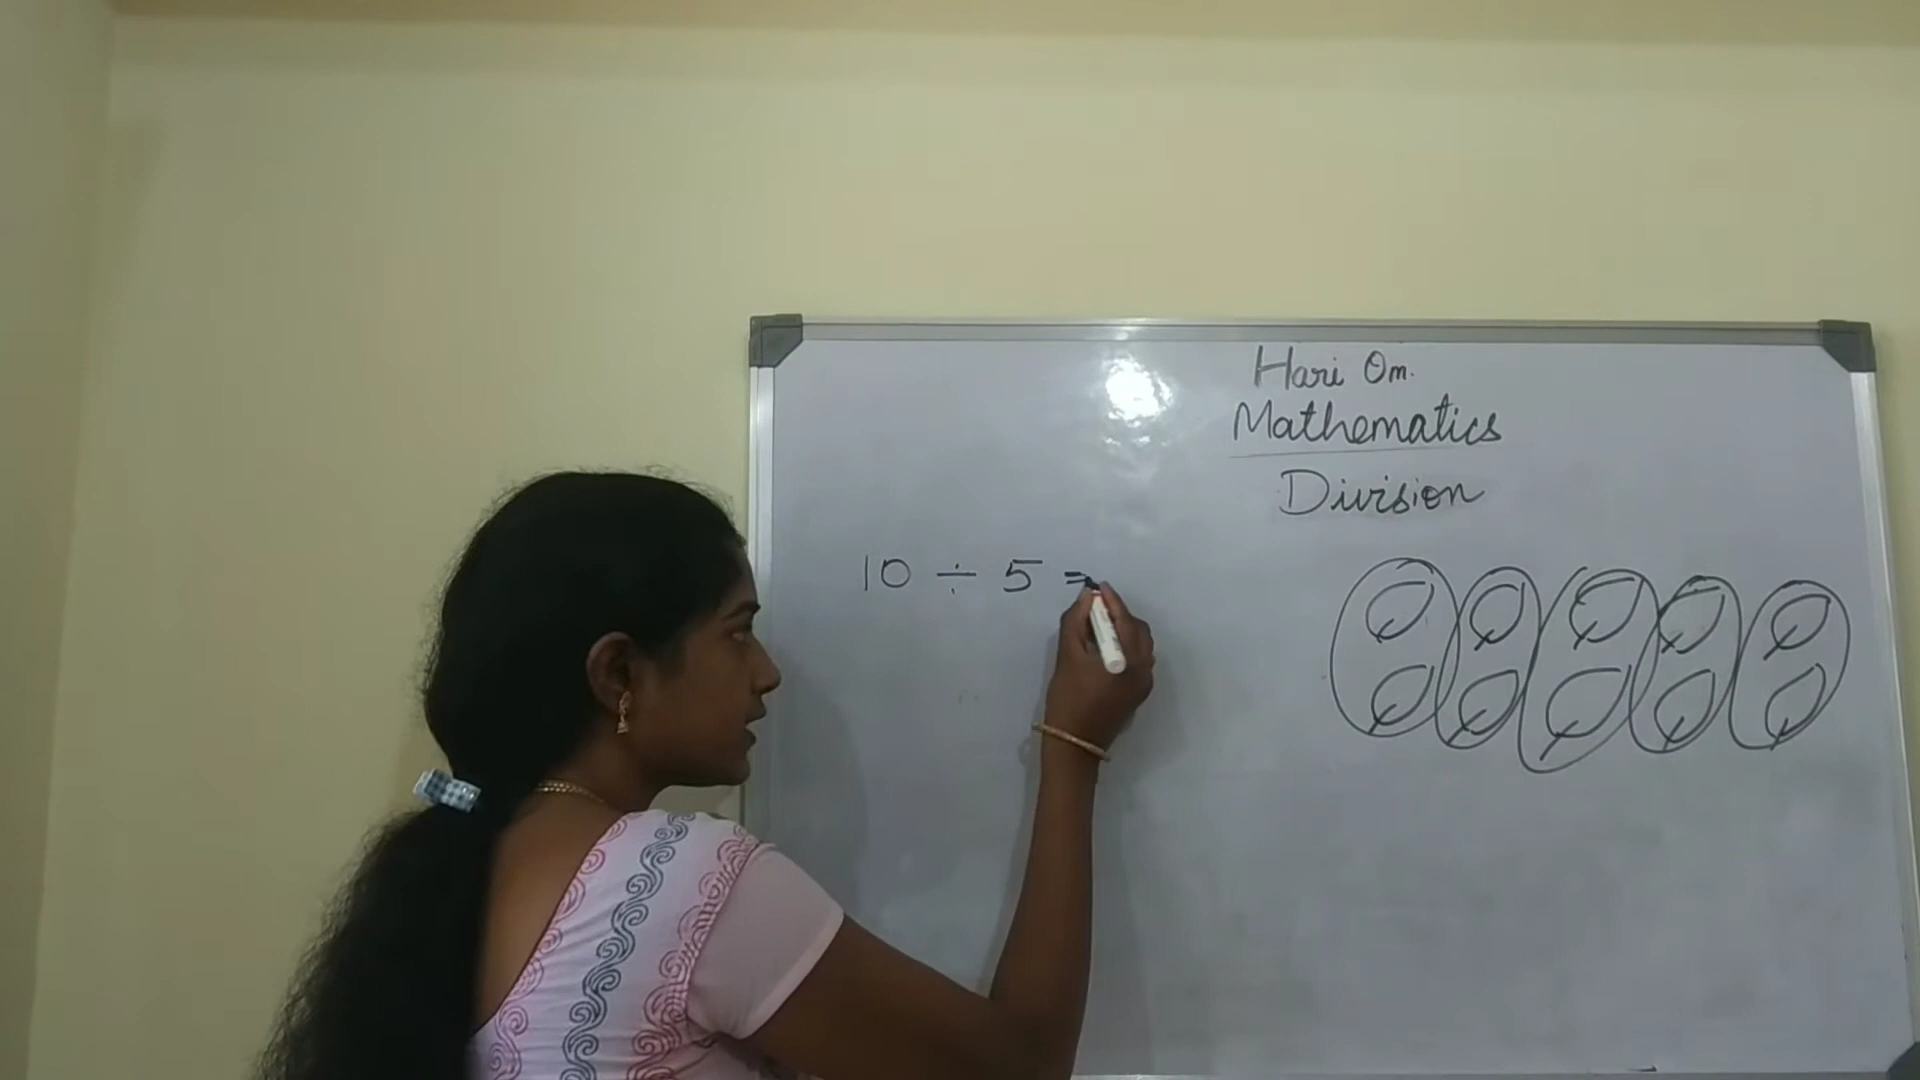 Hari Om.
Mathematics
Division
10 ÷ 5 =